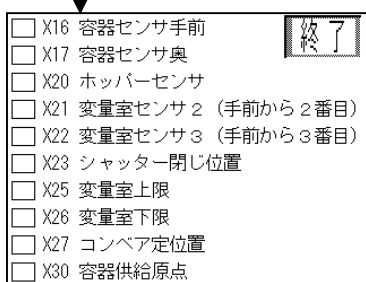 X16 容器センサ手前
終了
X17 容器センサ奥
X20 ホッパーセンサ
X21 変量室センサ２（手前から２番目）
X22 変量室センサ３（手前から３番目）
X23 シャッター閉じ位置
X25 変量室上限
X26 変量室下限
X27 コンベア定位置
X30 容器供給原点